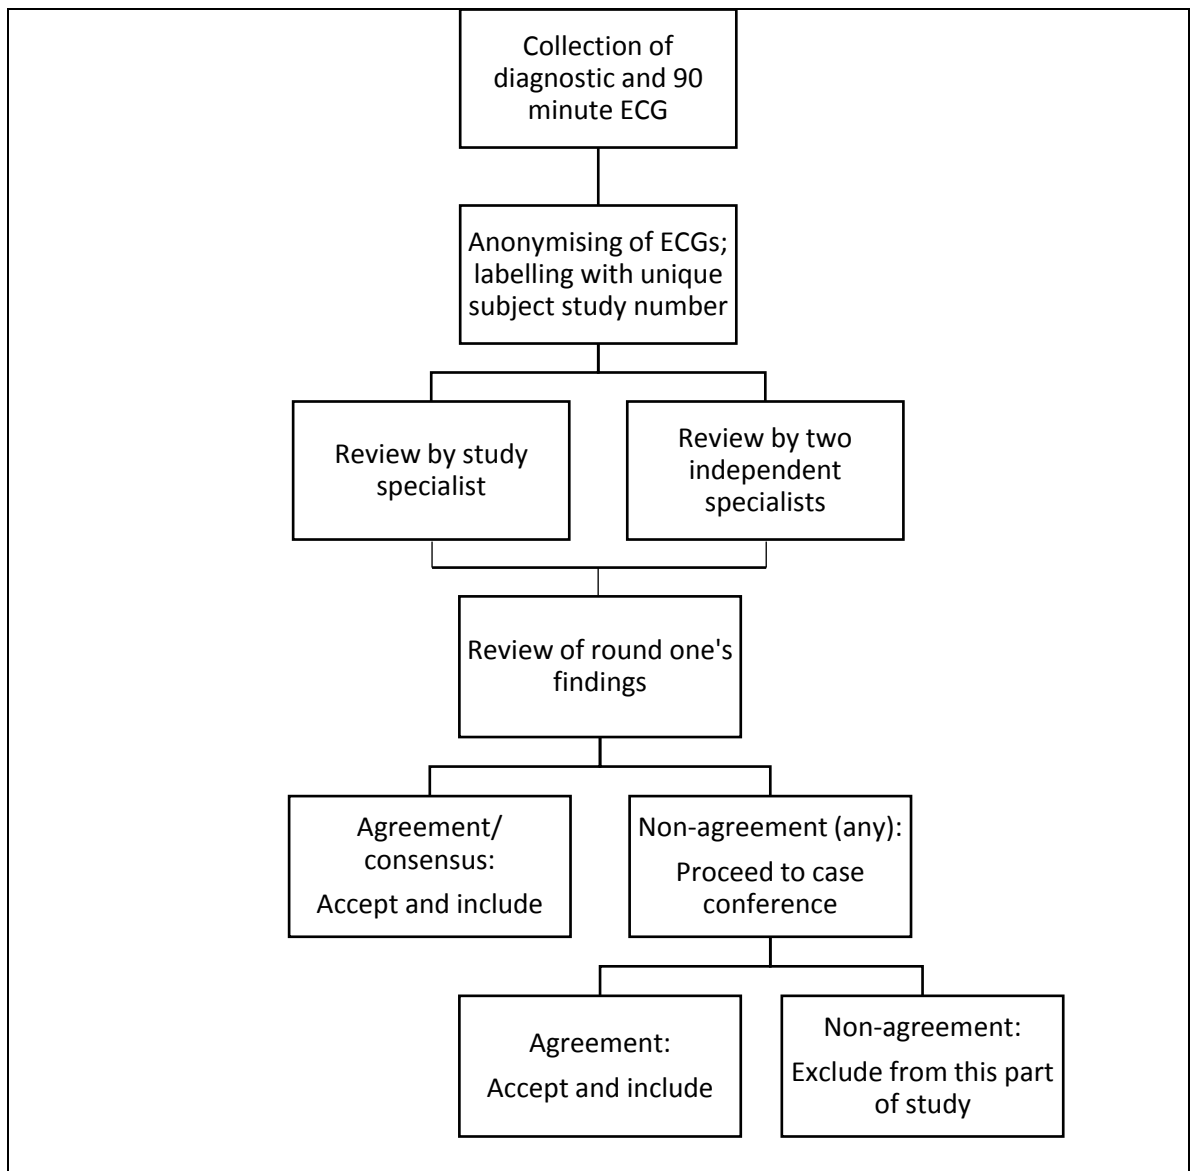 Collection of
diagnostic and 90
minute ECG
Anonymising of ECGs;
labelling with unique
subject study number
Review by study
specialist
Review by two
independent
specialists
Review of round one's
findings
Agreement/
consensus:
Accept and include
Non-agreement (any):
Proceed to case
conference
Agreement:
Accept and include
Non-agreement:
Exclude from this part
of study